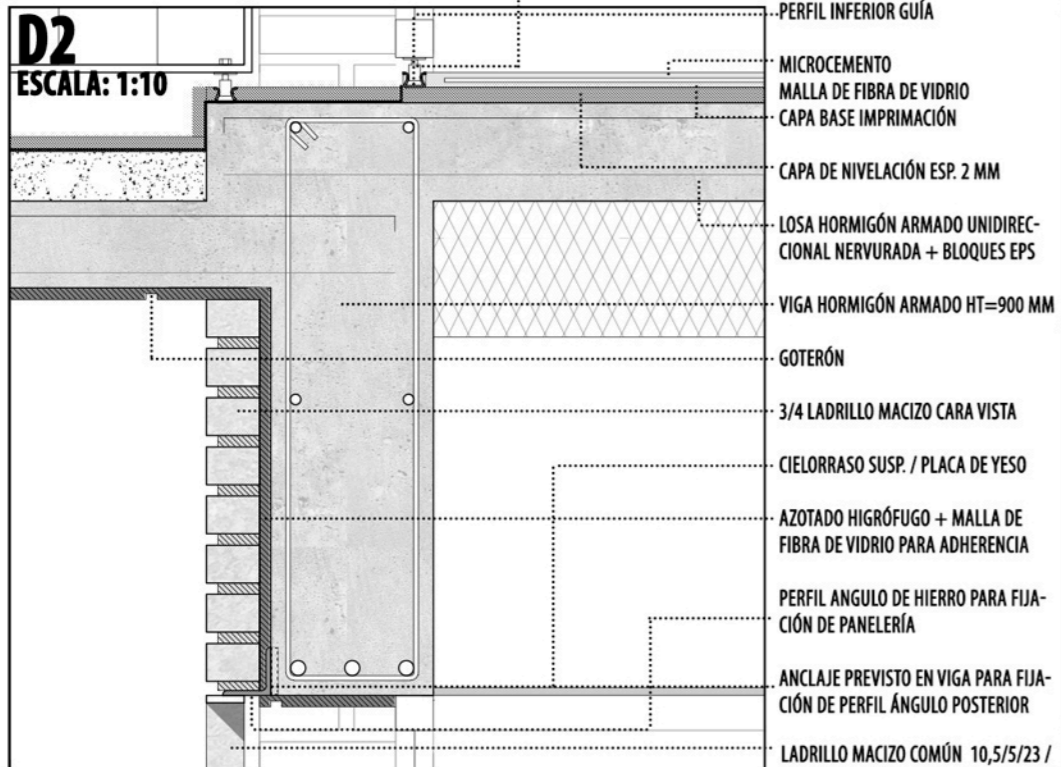 D2
ESCALA: 1:10
PERFIL INFERIOR GUÍA
MICROCEMENTO
MALLA DE FIBRA DE VIDRIO
CAPA BASE IMPRIMACIÓN
CAPA DE NIVELACIÓN ESP. 2 MM
LOSA HORMIGÓN ARMADO UNIDIREC-
CIONAL NERVURADA + BLOQUES EPS
VIGA HORMIGÓN ARMADO HT=900 MM
GOTERÓN
3/4 LADRILLO MACIZO CARA VISTA
CIELORRASO SUSP. / PLACA DE YESO
AZOTADO HIGRÓFUGO + MALLA DE
FIBRA DE VIDRIO PARA ADHERENCIA
PERFIL ANGULO DE HIERRO PARA FIJA-
CIÓN DE PANELERÍA
ANCLAJE PREVISTO EN VIGA PARA FIJA-
CIÓN DE PERFIL ÁNGULO POSTERIOR
LADRILLO MACIZO COMÚN 10,5/5/23 /